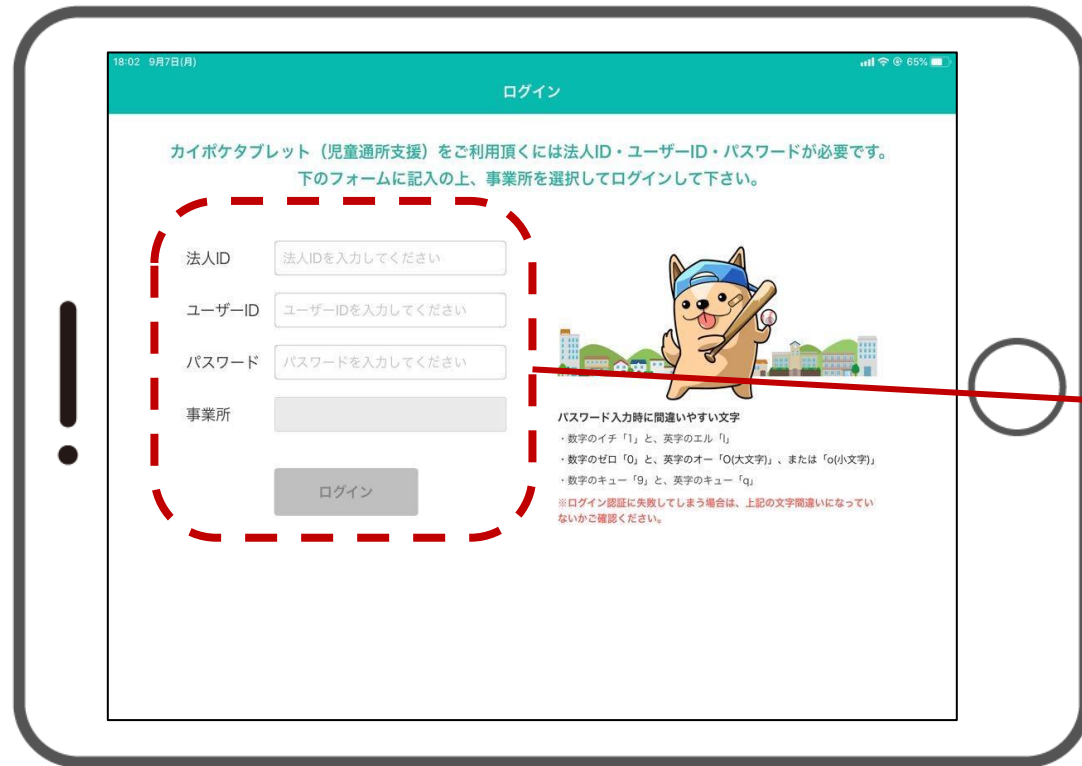 18:02 9月7日(月)
65%
ログイン
カイポケタブレット（児童通所支援）をご利用頂くには法人ID・ユーザーID・パスワードが必要です。
下のフォームに記入の上、事業所を選択してログインして下さい。
法人ID
法人IDを入力してください
ユーザーID
ユーザーIDを入力してください
パスワード
パスワードを入力してください
事業所
ログイン
パスワード入力時に間違いやすい文字
・数字のイチ「1」と、英字のエル「l」
・数字のゼロ「0」と、英字のオー「O(大文字)」、または「o(小文字)」
・数字のキュー「9」と、英字のキュー「q」
※ログイン認証に失敗してしまう場合は、上記の文字間違いになってい
ないかご確認ください。